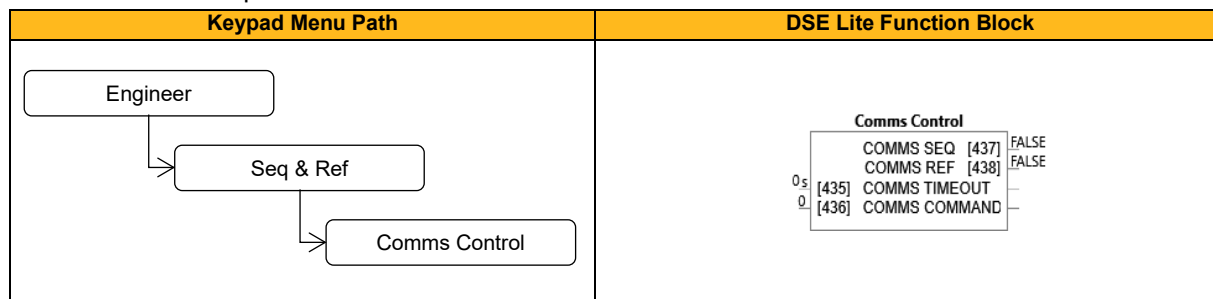 Keypad Menu Path
DSE Lite Function Block
Engineer
Seq & Ref
Comms Control
Comms Control
COMMS SEQ [437] FALSE
COMMS REF [438] FALSE
0s [435] COMMS TIMEOUT
0 [436] COMMS COMMAND